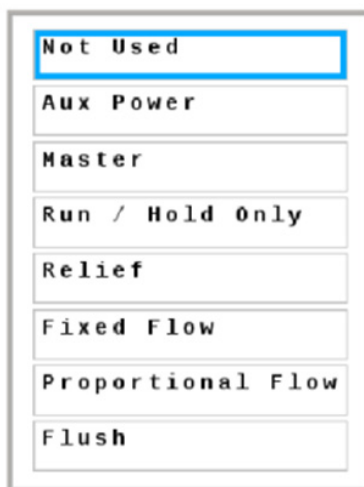 Not Used
Aux Power
Master
Run / Hold Only
Relief
Fixed Flow
Proportional Flow
Flush